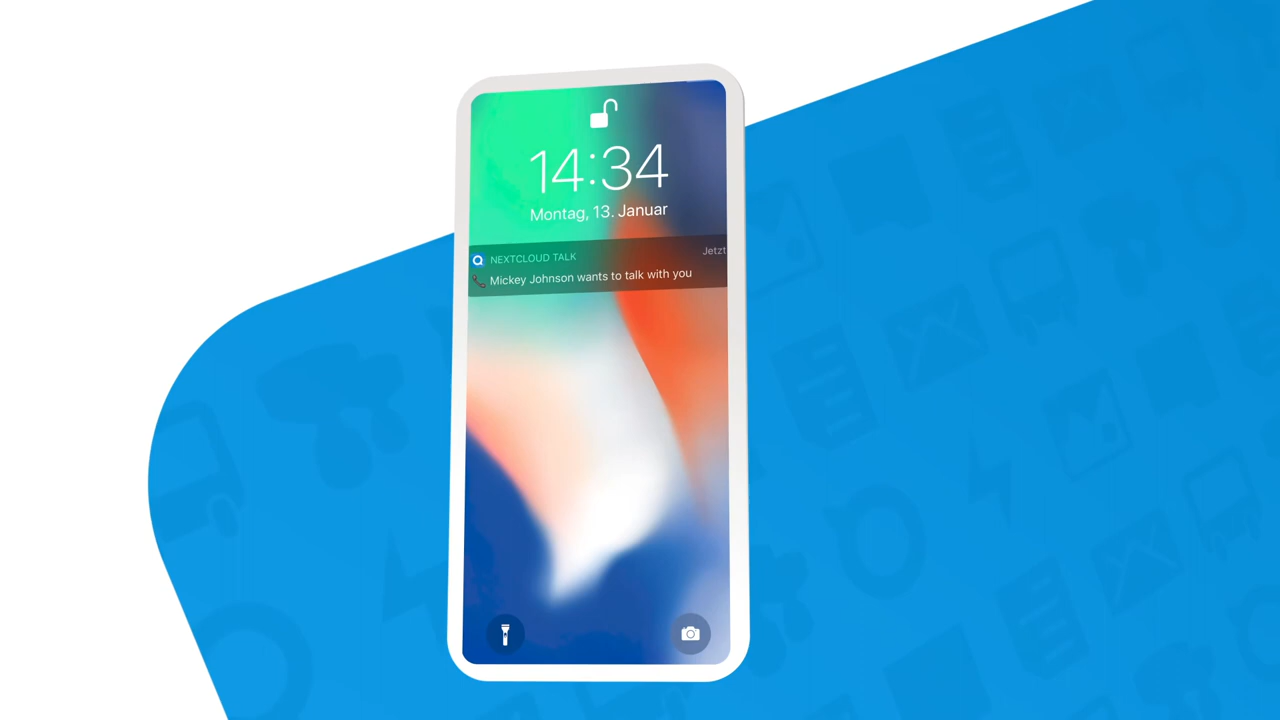 14:34
Montag, 13. Januar
NEXTCLOUD TALK
Jetzt
Mickey Johnson wants to talk with you